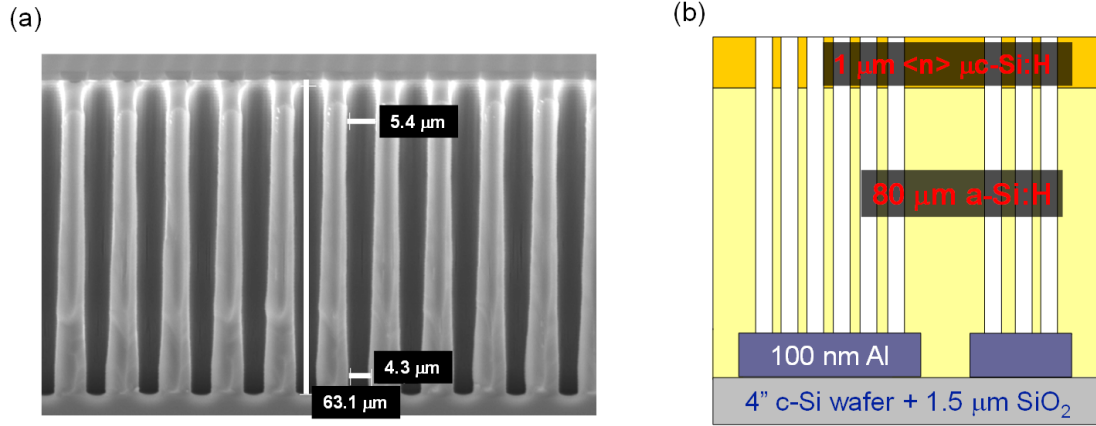 (a)
(b)
5.4 μm
4.3 μm
63.1 μm
1 μm <n> μc-Si:H
80 μm a-Si:H
100 nm Al
4” c-Si wafer + 1.5 μm SiO₂